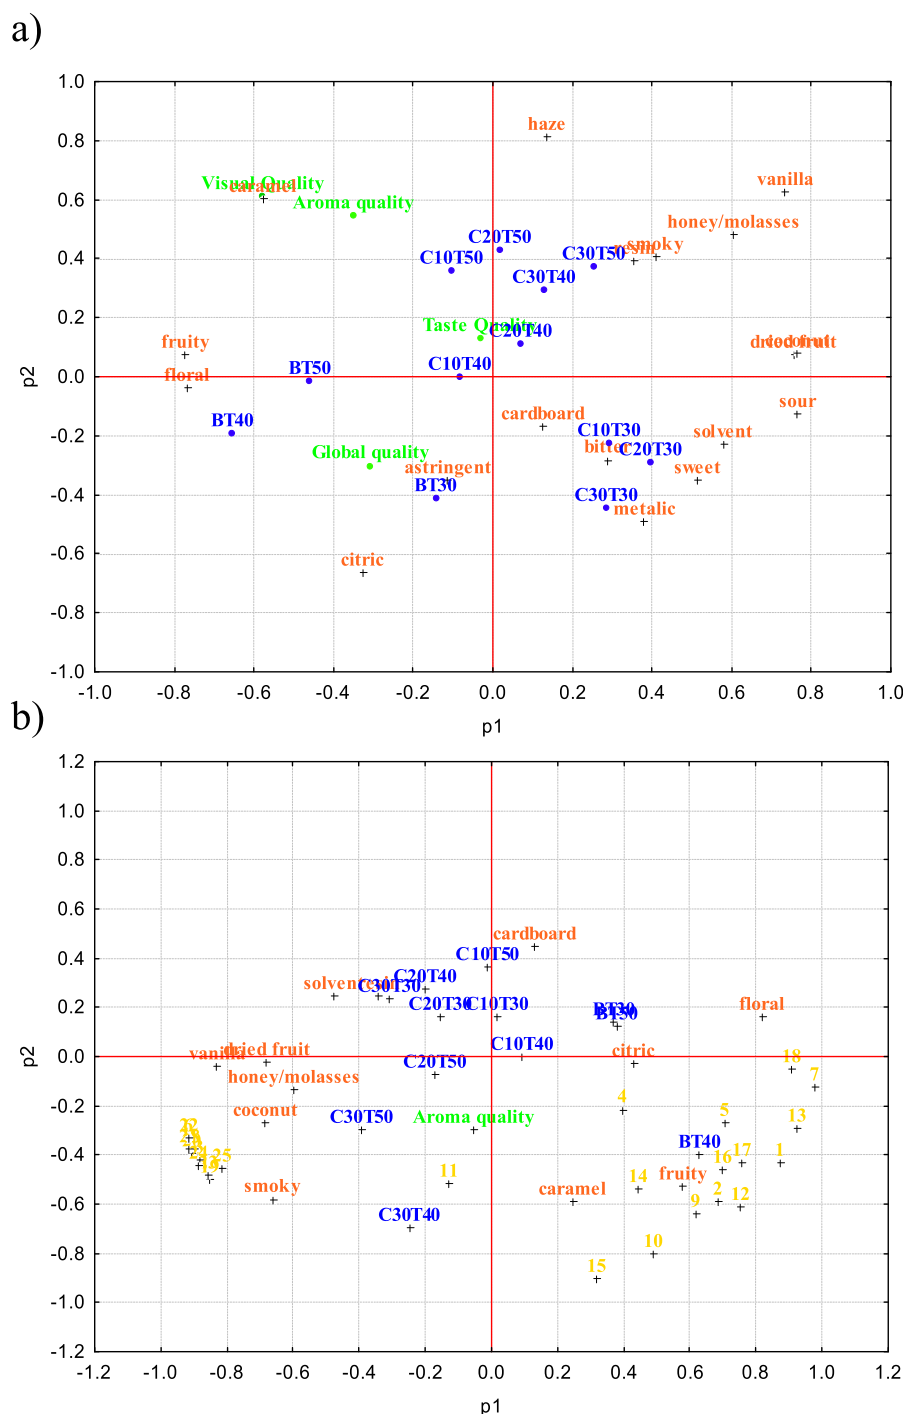 a)
1.0
haze
0.8
vanilla
Visual Quality
caramel
0.6
Aroma quality
honey/molasses
C20T50
smoky
resin
C10T50
C30T50
0.4
C30T40
0.2
Taste Quality
C20T40
fruity
dried fruit
coconut
C10T40
BT50
p2
0.0
floral
sour
cardboard
BT40
C10T30
solvent
-0.2
Global quality
bitter
C20T30
astringent
sweet
BT30
C30T30
-0.4
metalic
citric
-0.6
-0.8
-1.0
-1.0 -0.8 -0.6 -0.4 -0.2 0.0 0.2 0.4 0.6 0.8 1.0
p1
b)
1.2
1.0
0.8
0.6
cardboard
0.4
C10T50
C20T40
solvent
C30T30
0.2
C20T30
C10T30
BT30
BT50
floral
C10T40
dried fruit
vanilla
citric
p2
0.0
C20T50
18
honey/molasses
7
4
coconut
C30T50
Aroma quality
5
13
-0.2
22
BT40
17
1
-0.4
25
11
14
16
smoky
caramel
fruity
2
12
9
-0.6
C30T40
10
15
-0.8
-1.0
-1.2
-1.2 -1.0 -0.8 -0.6 -0.4 -0.2 0.0 0.2 0.4 0.6 0.8 1.0 1.2
p1